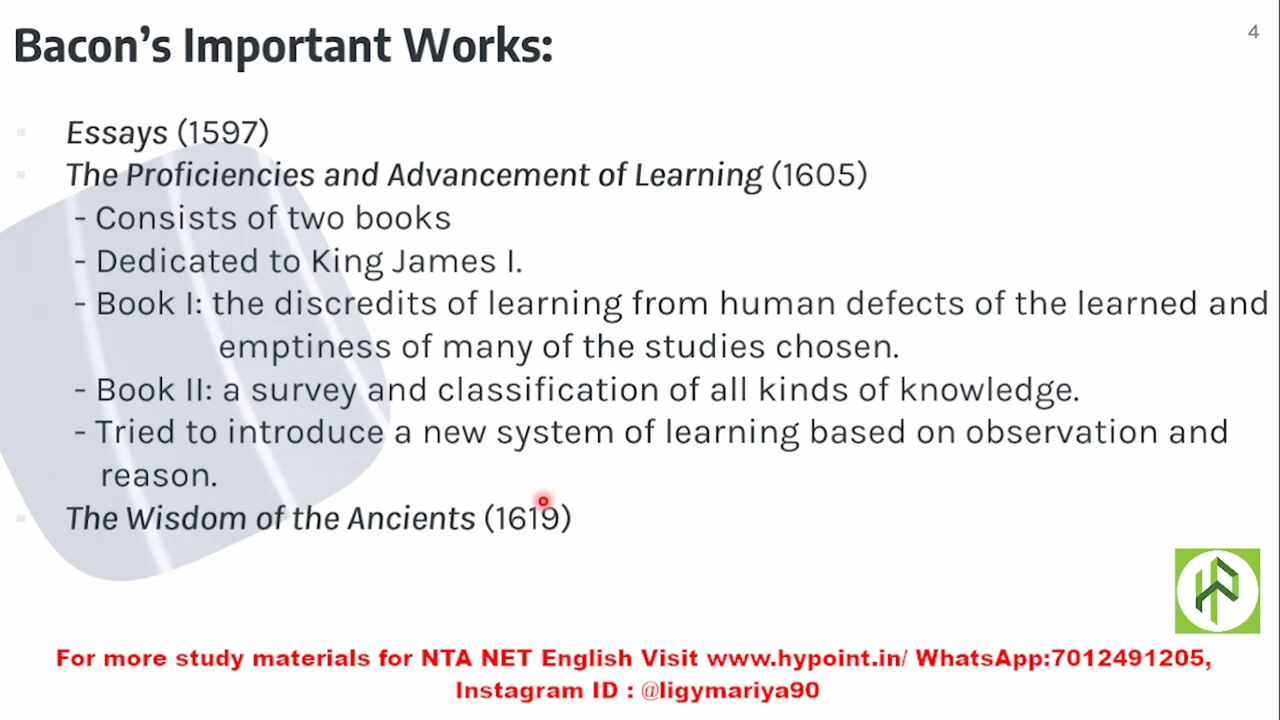 Bacon's Important Works:
4
Essays (1597)
The Proficiencies and Advancement of Learning (1605)
- Consists of two books
- Dedicated to King James I.
- Book I: the discredits of learning from human defects of the learned and
emptiness of many of the studies chosen.
- Book II: a survey and classification of all kinds of knowledge.
- Tried to introduce a new system of learning based on observation and
reason.
The Wisdom of the Ancients (1619)
For more study materials for NTA NET English Visit www.hypoint.in/ WhatsApp:7012491205,
Instagram ID : @ligymariya90